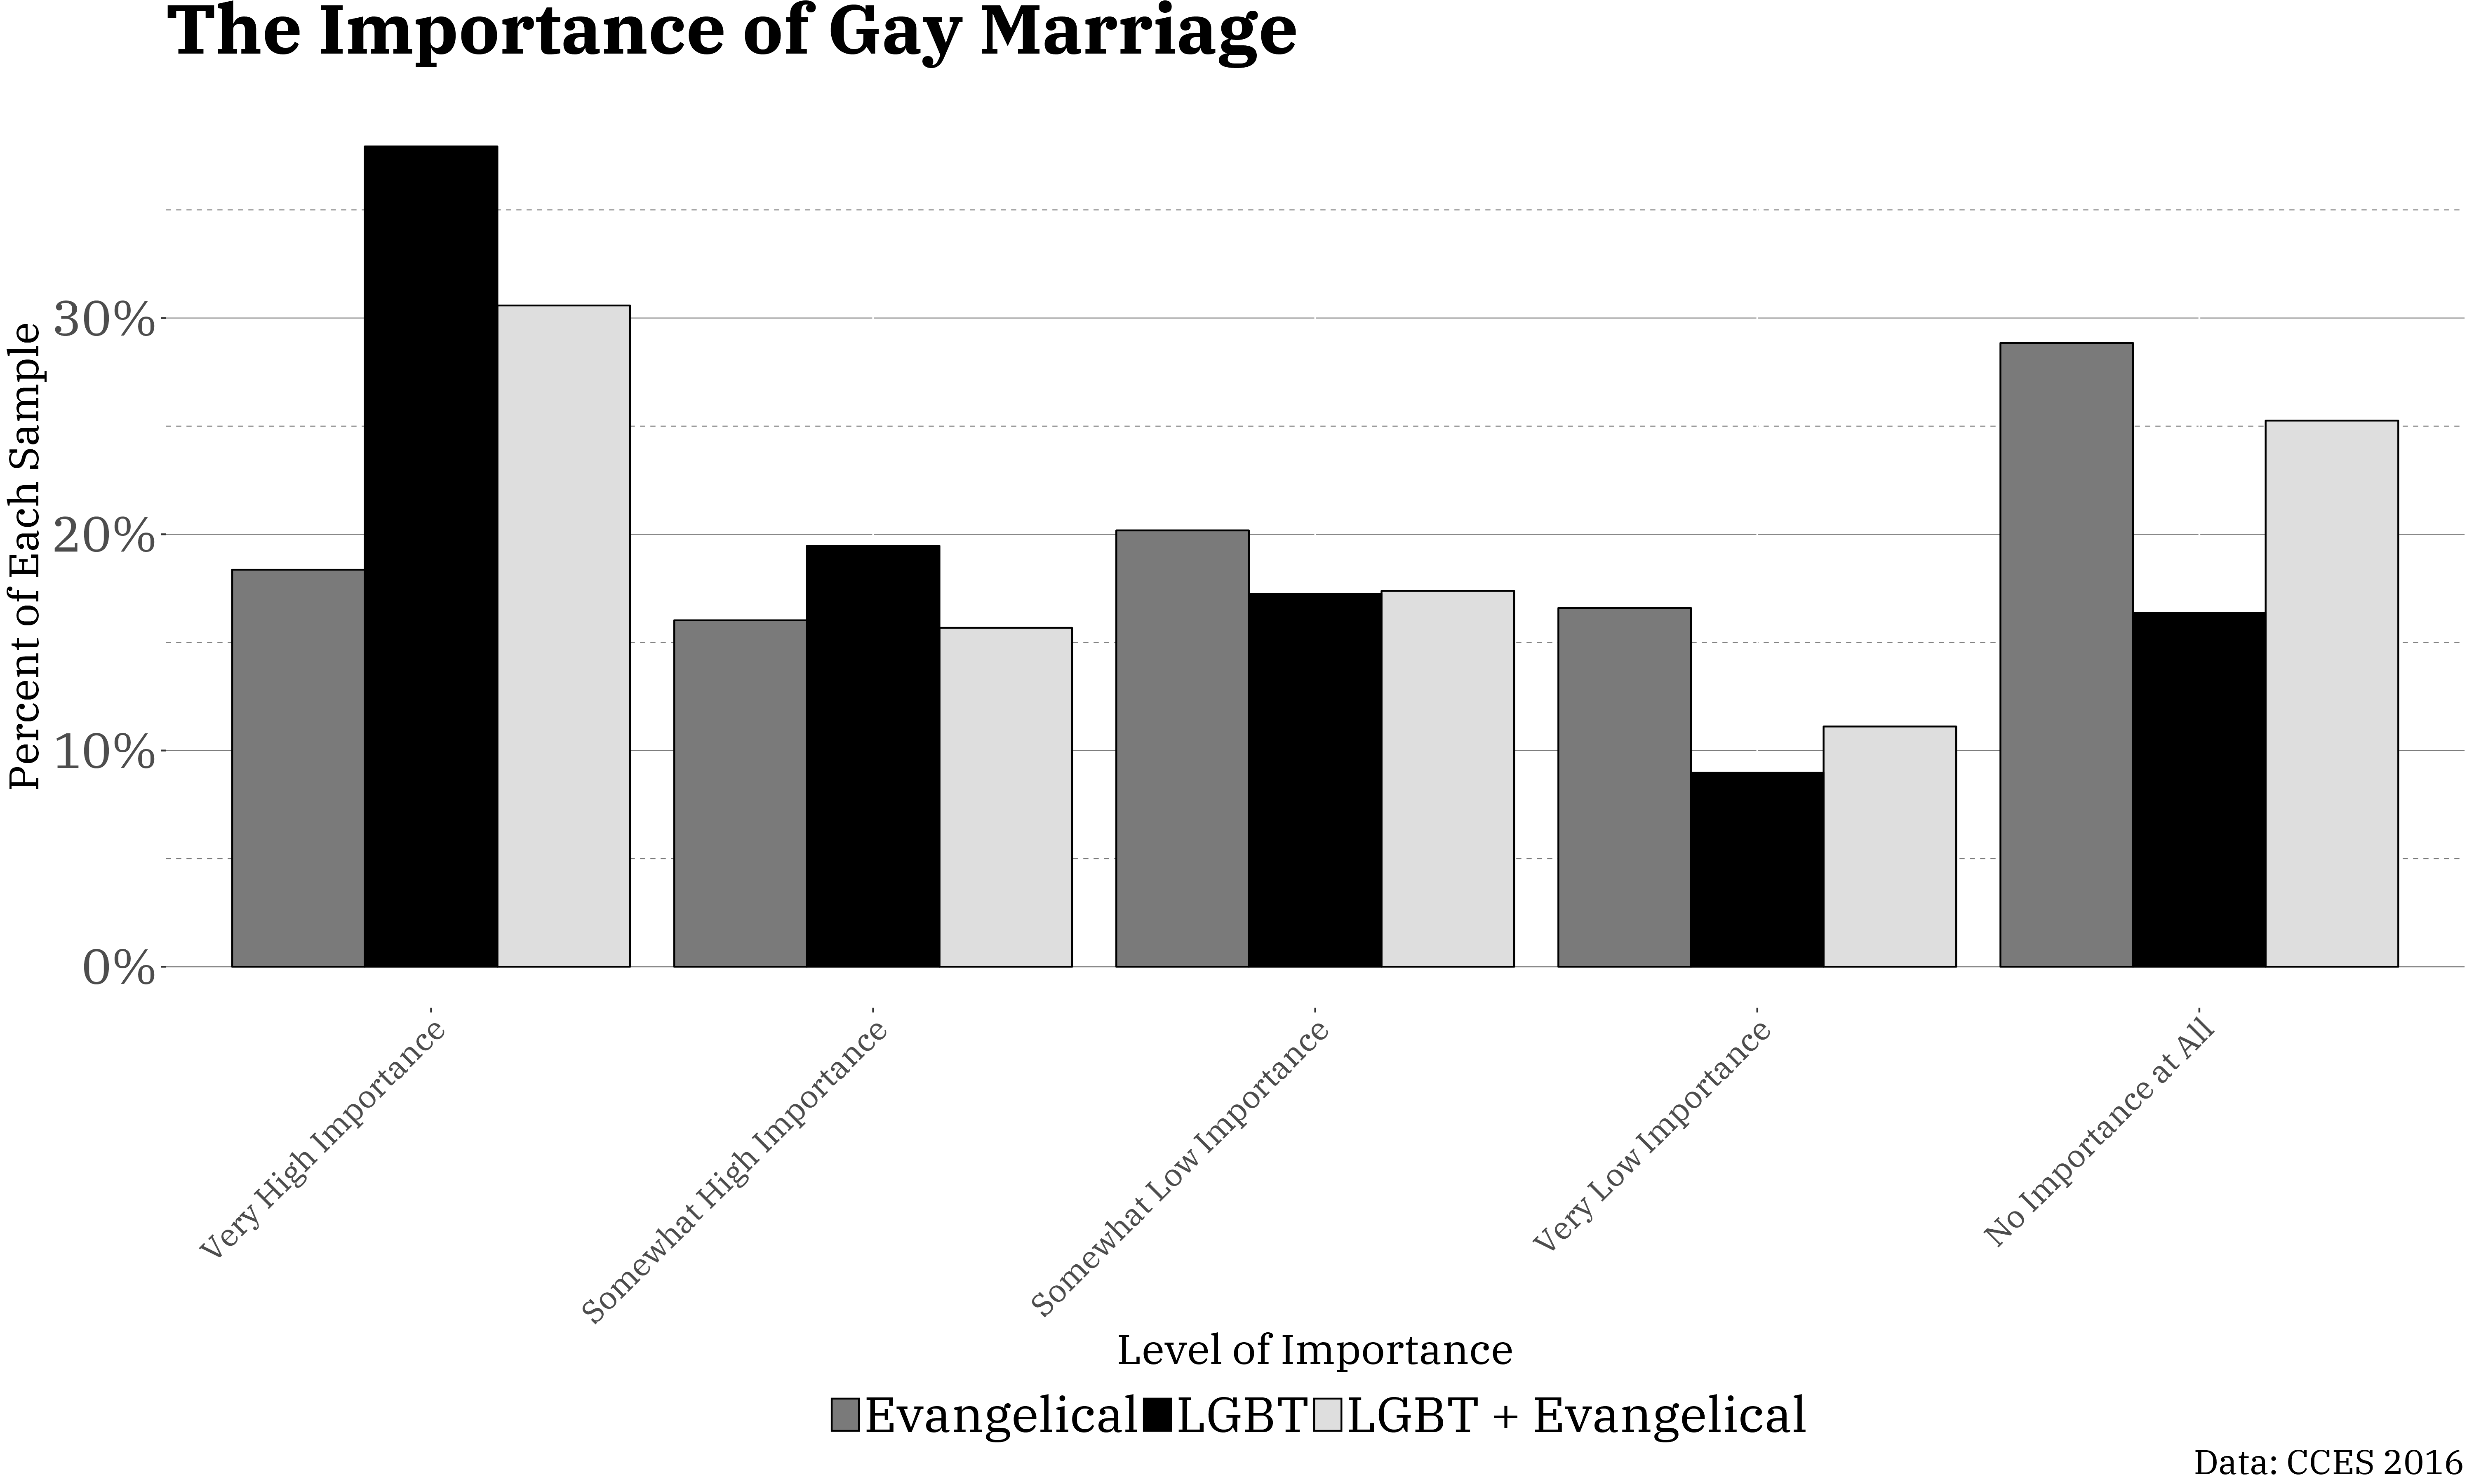 The Importance of Gay Marriage
Percent of Each Sample
30%
20%
10%
0%
Very High Importance
Somewhat High Importance
Somewhat Low Importance
Very Low Importance
No Importance at All
Level of Importance
Evangelical LGBT LGBT + Evangelical
Data: CCES 2016